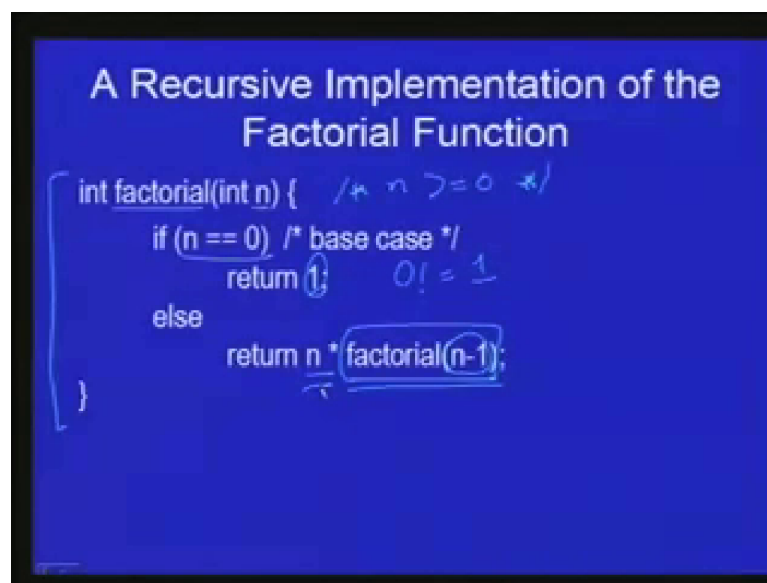 A Recursive Implementation of the
Factorial Function
int factorial(int n) { /* n >= 0 */
if (n == 0) /* base case */
return 1; 0! = 1
else
return n * factorial(n-1);
}